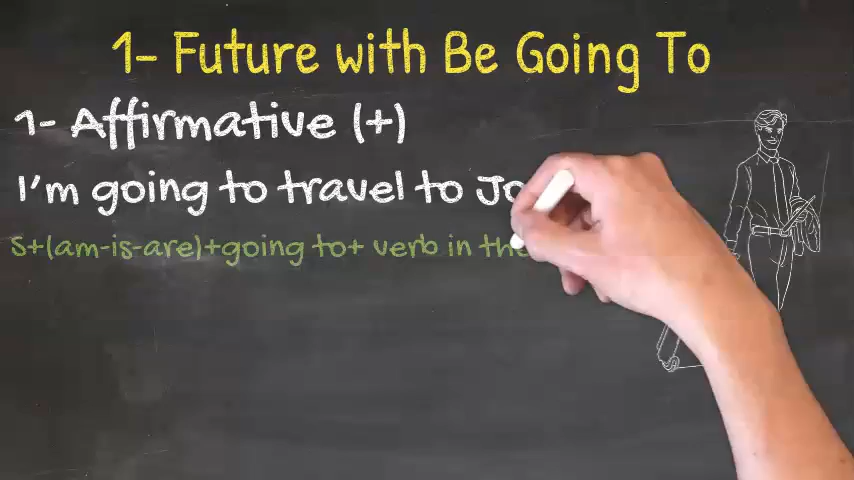 1- Future with Be Going To
1- Affirmative (+)
I'm going to travel to
S+(am-is-are)+going to+ verb in